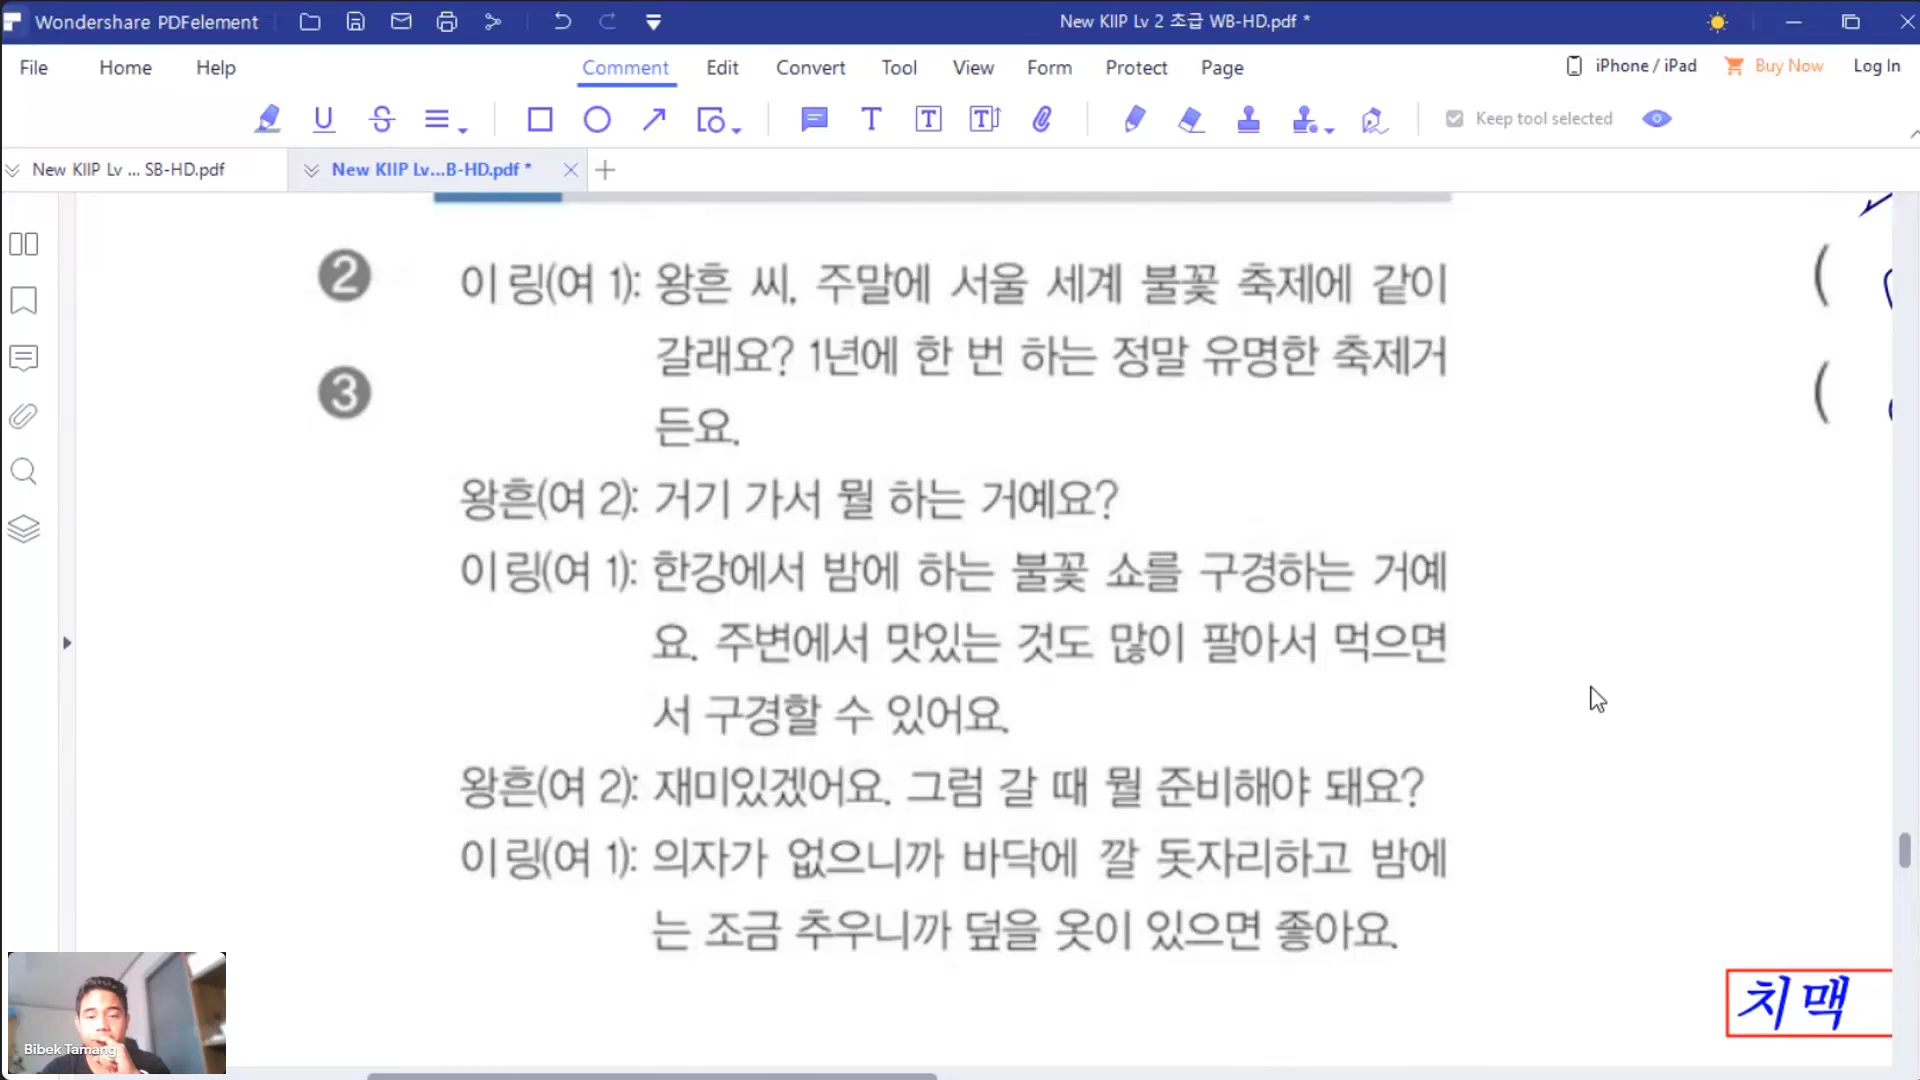 Wondershare PDFelement
New KIIP Lv 2 초급 WB-HD.pdf *
File Home Help Comment Edit Convert Tool View Form Protect Page iPhone / iPad Buy Now Log In
Keep tool selected
New KIIP Lv ... SB-HD.pdf New KIIP Lv...B-HD.pdf *
2 이 링(여 1): 왕흔 씨, 주말에 서울 세계 불꽃 축제에 같이 (
갈래요? 1년에 한 번 하는 정말 유명한 축제거
3 (
든요.
왕흔(여 2): 거기 가서 뭘 하는 거예요?
이 링(여 1): 한강에서 밤에 하는 불꽃 쇼를 구경하는 거예
요. 주변에서 맛있는 것도 많이 팔아서 먹으면
서 구경할 수 있어요.
왕흔(여 2): 재미있겠어요. 그럼 갈 때 뭘 준비해야 돼요?
이 링(여 1): 의자가 없으니까 바닥에 깔 돗자리하고 밤에
는 조금 추우니까 덮을 옷이 있으면 좋아요.
치맥
Bibek Tamang